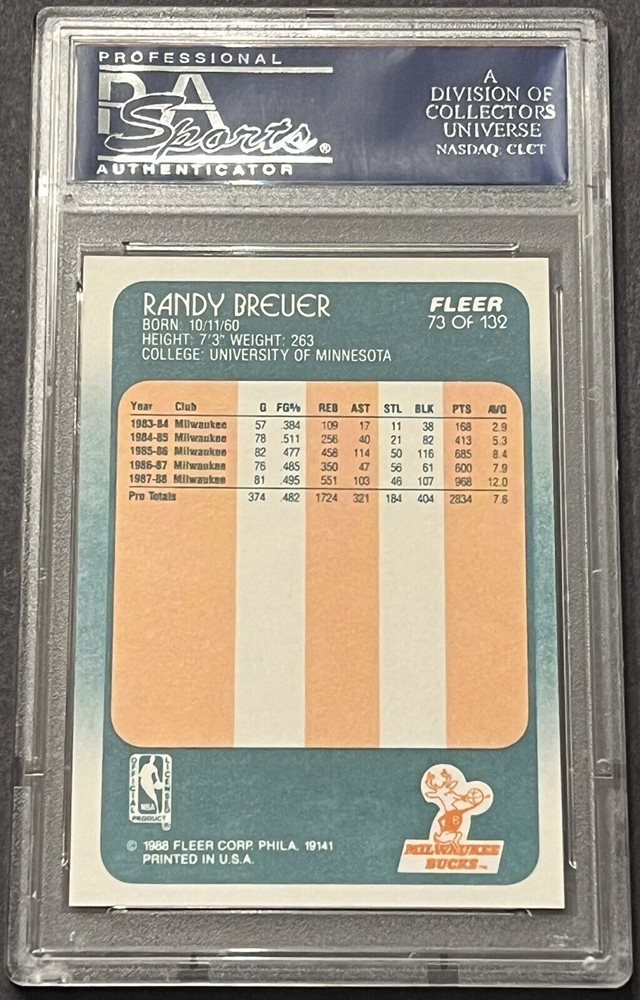 PROFESSIONAL
PSA
Sports®
AUTHENTICATOR
A
DIVISION OF
COLLECTORS
UNIVERSE
NASDAQ: CLCT
RANDY BREUER
BORN: 10/11/60
HEIGHT: 7'3" WEIGHT: 263
COLLEGE: UNIVERSITY OF MINNESOTA
FLEER
73 OF 132
Year Club G FG% REB AST STL BLK PTS AVG
1983-84 Milwaukee 57 .384 109 17 11 38 168 2.9
1984-85 Milwaukee 78 .511 256 40 21 82 413 5.3
1985-86 Milwaukee 82 .477 458 114 50 116 685 8.4
1986-87 Milwaukee 76 .485 350 47 56 61 600 7.9
1987-88 Milwaukee 81 .495 551 103 46 107 968 12.0
Pro Totals 374 .482 1724 321 184 404 2834 7.6
OFFICIAL
LICENSED
NBA
PRODUCT ®
© 1988 FLEER CORP. PHILA. 19141
PRINTED IN U.S.A.
B
MILWAUKEE
BUCKS